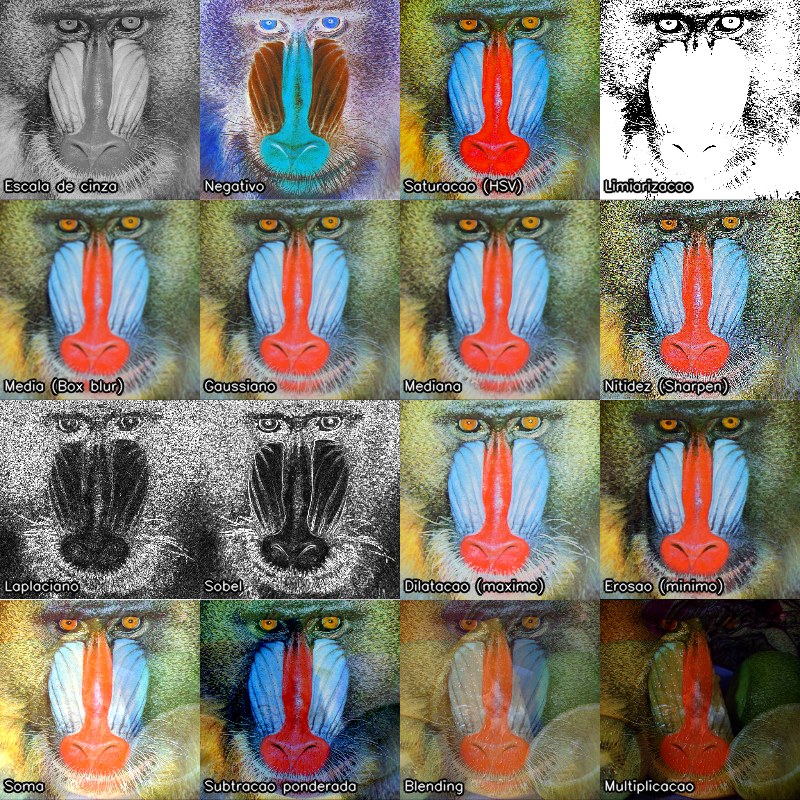 Escala de cinza
Negativo
Saturacao (HSV)
Limiarizacao
Media (Box blur)
Gaussiano
Mediana
Nitidez (Sharpen)
Laplaciano
Sobel
Dilatacao (maximo)
Erosao (minimo)
Soma
Subtracao ponderada
Blending
Multiplicacao